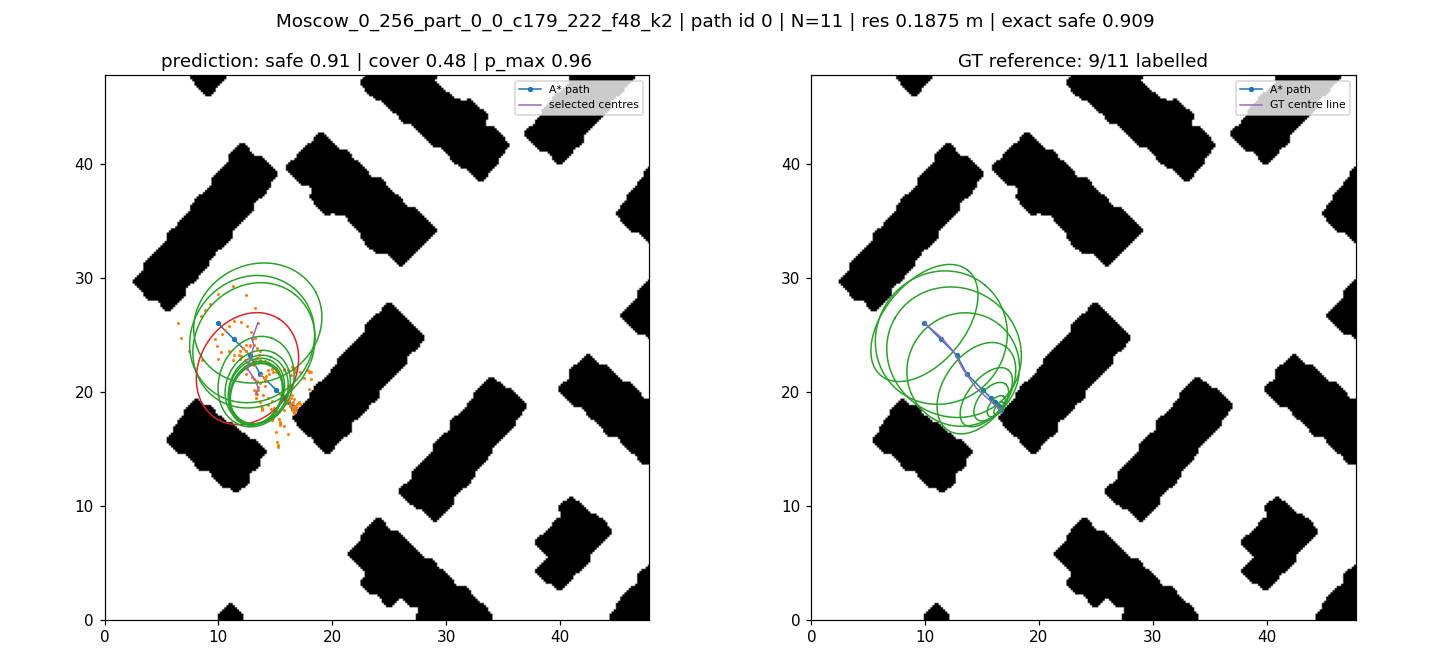 Moscow_0_256_part_0_0_c179_222_f48_k2 | path id 0 | N=11 | res 0.1875 m | exact safe 0.909
prediction: safe 0.91 | cover 0.48 | p_max 0.96
A* path
selected centres
40
30
20
10
0
0
10
20
30
40
GT reference: 9/11 labelled
A* path
GT centre line
40
30
20
10
0
0
10
20
30
40